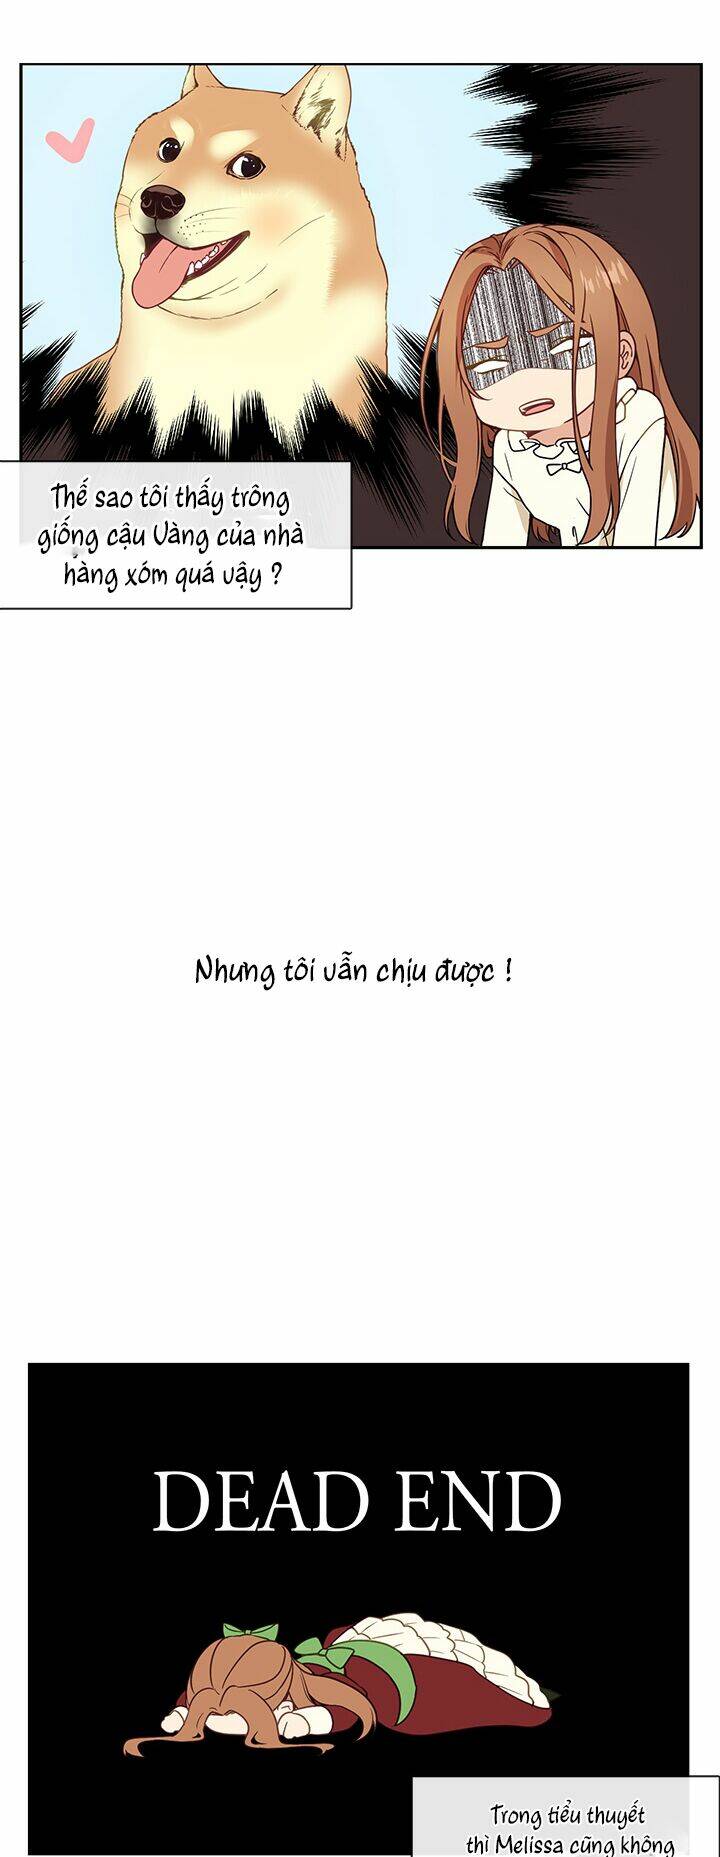 Thế sao tôi thấy trông
giống cậu Vàng của nhà
hàng xóm quá vậy ?
Nhưng tôi vẫn chịu được !
DEAD END
Trong tiểu thuyết
thì Melissa cũng không